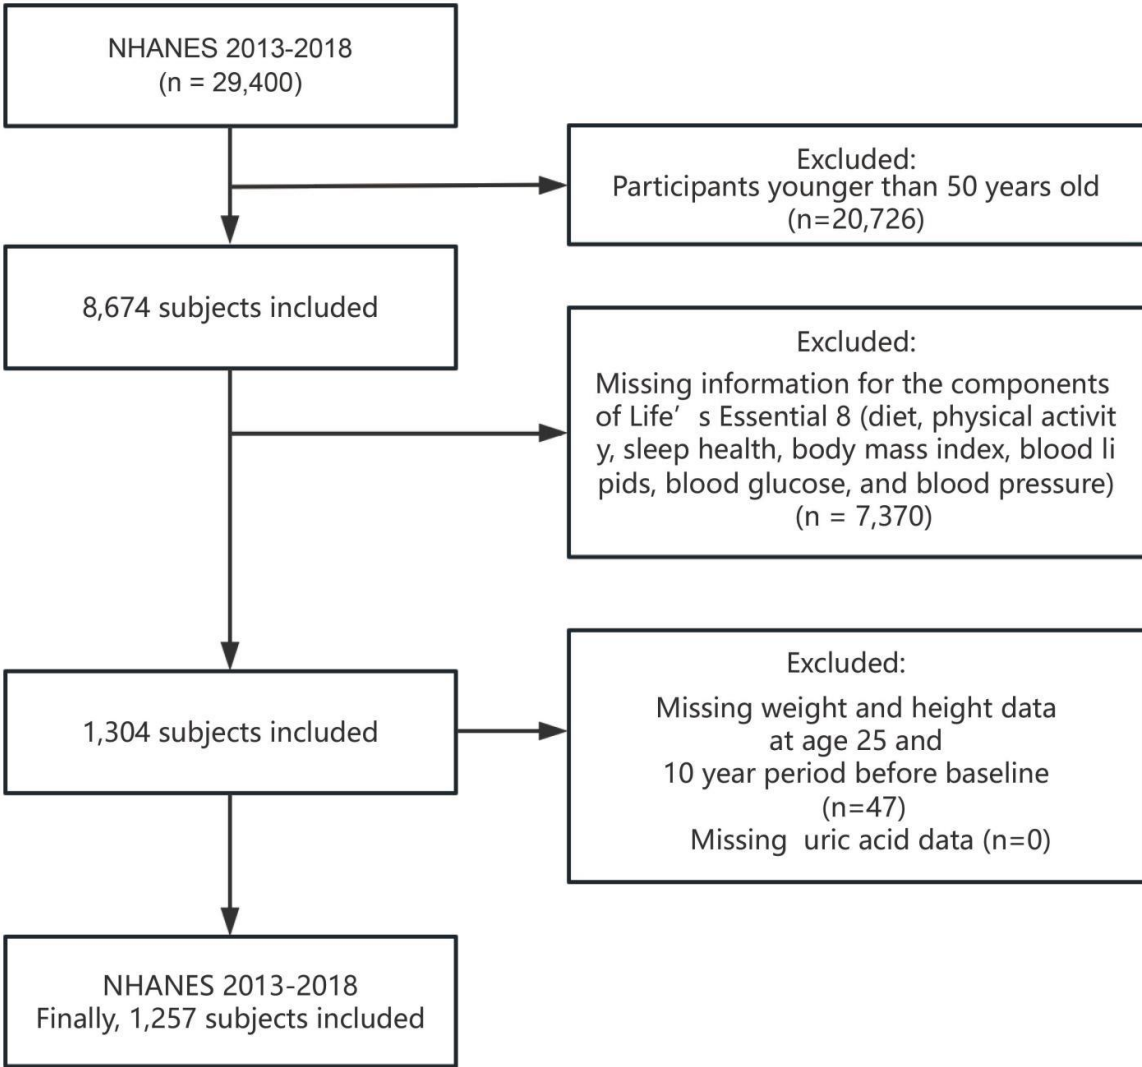 NHANES 2013-2018
(n = 29,400)
Excluded:
Participants younger than 50 years old
(n=20,726)
8,674 subjects included
Excluded:
Missing information for the components
of Life’ s Essential 8 (diet, physical activit
y, sleep health, body mass index, blood li
pids, blood glucose, and blood pressure)
(n = 7,370)
1,304 subjects included
Excluded:
Missing weight and height data
at age 25 and
10 year period before baseline
(n=47)
Missing uric acid data (n=0)
NHANES 2013-2018
Finally, 1,257 subjects included